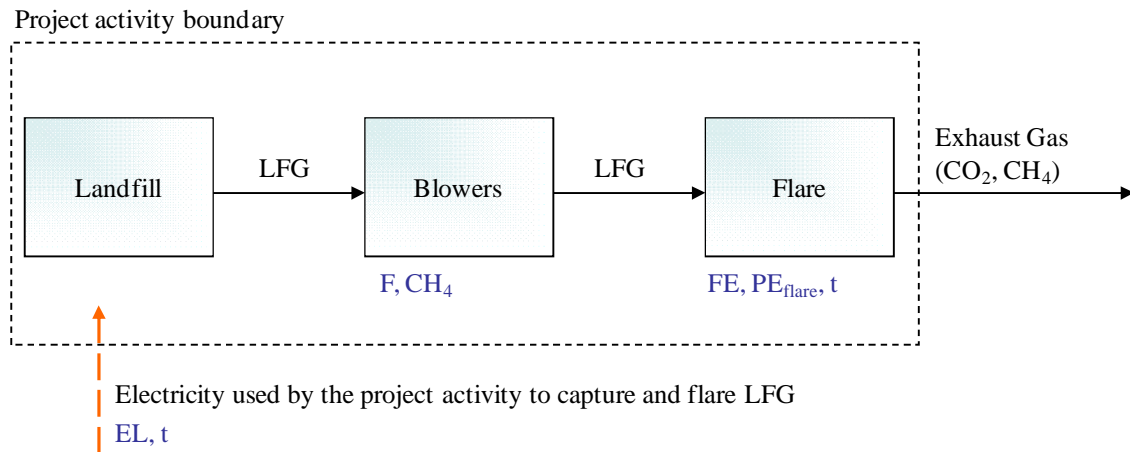 Project activity boundary
Landfill
LFG
Blowers
LFG
Flare
Exhaust Gas
(CO₂, CH₄)
F, CH₄
FE, PE_flare, t
Electricity used by the project activity to capture and flare LFG
EL, t